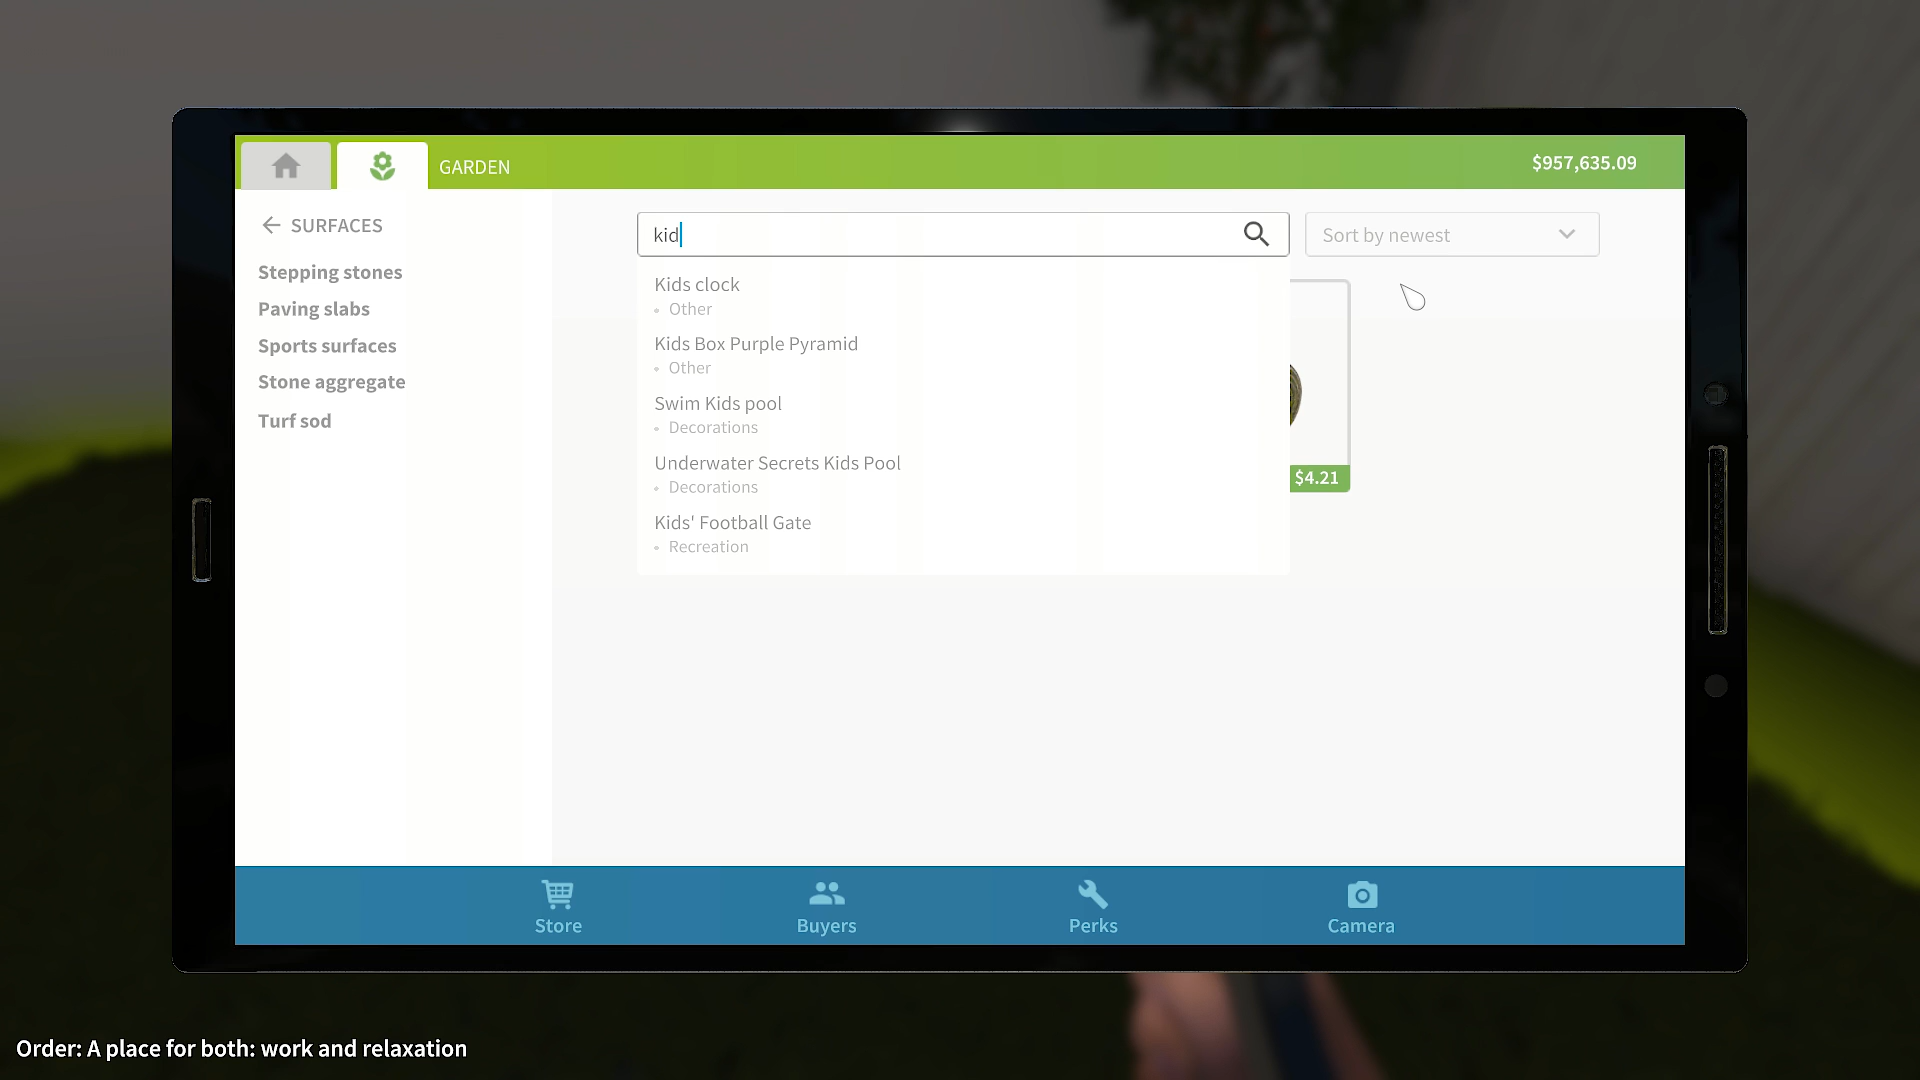 GARDEN
$957,635.09
SURFACES
Stepping stones
Paving slabs
Sports surfaces
Stone aggregate
Turf sod
kid
Sort by newest
Kids clock
Other
Kids Box Purple Pyramid
Other
Swim Kids pool
Decorations
Underwater Secrets Kids Pool
Decorations
Kids' Football Gate
Recreation
$4.21
Store
Buyers
Perks
Camera
Order: A place for both: work and relaxation